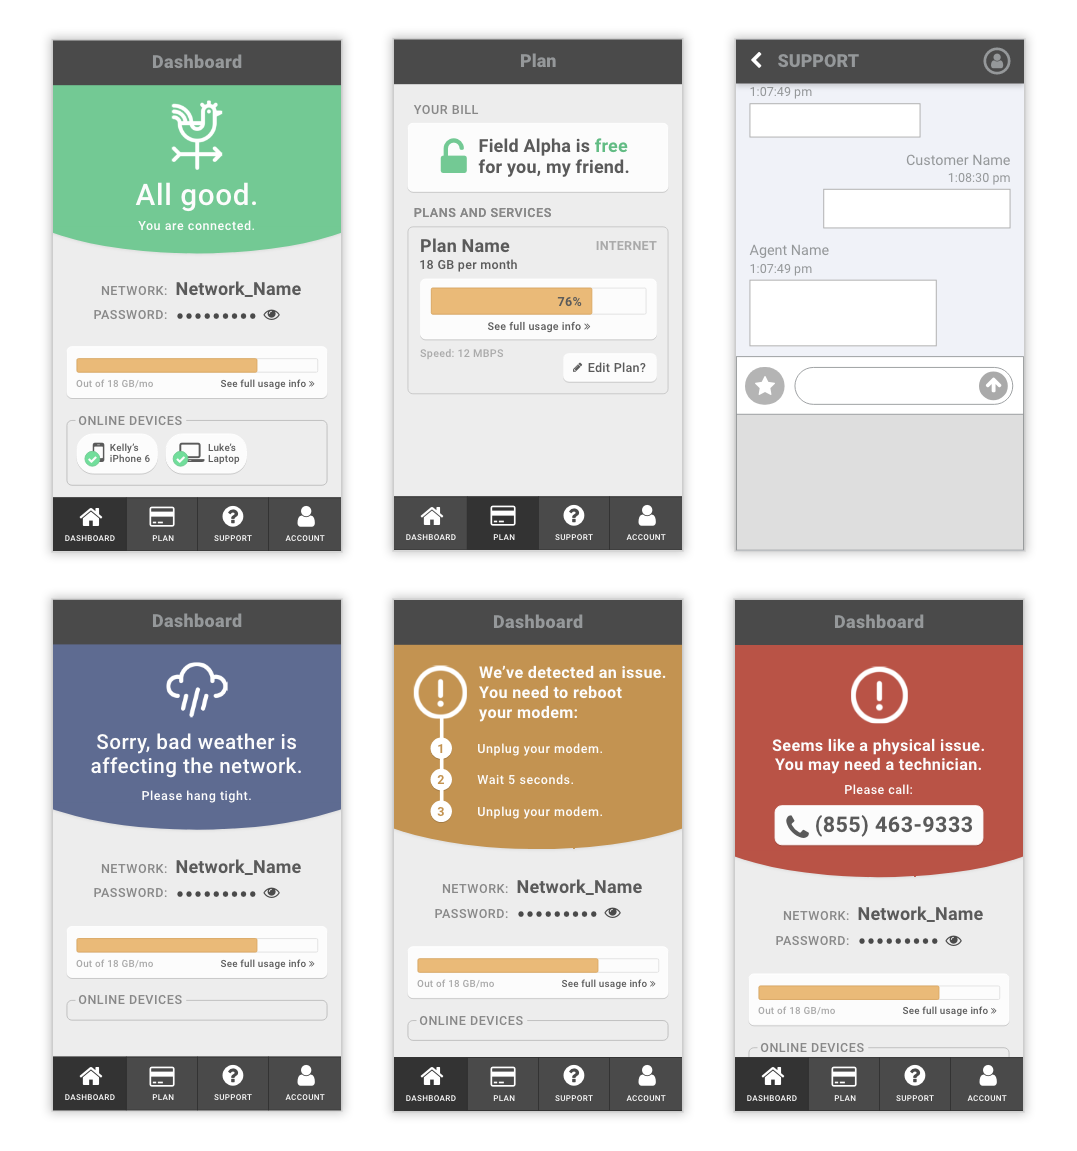 Dashboard
All good.
You are connected.
NETWORK: Network_Name
PASSWORD: •••••••••
Out of 18 GB/mo See full usage info »
ONLINE DEVICES
Kelly's
iPhone 6
Luke's
Laptop
DASHBOARD PLAN SUPPORT ACCOUNT
Plan
YOUR BILL
Field Alpha is free
for you, my friend.
PLANS AND SERVICES
Plan Name INTERNET
18 GB per month
76%
See full usage info »
Speed: 12 MBPS
Edit Plan?
DASHBOARD PLAN SUPPORT ACCOUNT
SUPPORT
1:07:49 pm
Customer Name
1:08:30 pm
Agent Name
1:07:49 pm
Dashboard
Sorry, bad weather is
affecting the network.
Please hang tight.
NETWORK: Network_Name
PASSWORD: •••••••••
Out of 18 GB/mo See full usage info »
ONLINE DEVICES
DASHBOARD PLAN SUPPORT ACCOUNT
Dashboard
We've detected an issue.
You need to reboot
your modem:
1 Unplug your modem.
2 Wait 5 seconds.
3 Unplug your modem.
NETWORK: Network_Name
PASSWORD: •••••••••
Out of 18 GB/mo See full usage info »
ONLINE DEVICES
DASHBOARD PLAN SUPPORT ACCOUNT
Dashboard
Seems like a physical issue.
You may need a technician.
Please call:
(855) 463-9333
NETWORK: Network_Name
PASSWORD: •••••••••
Out of 18 GB/mo See full usage info »
ONLINE DEVICES
DASHBOARD PLAN SUPPORT ACCOUNT